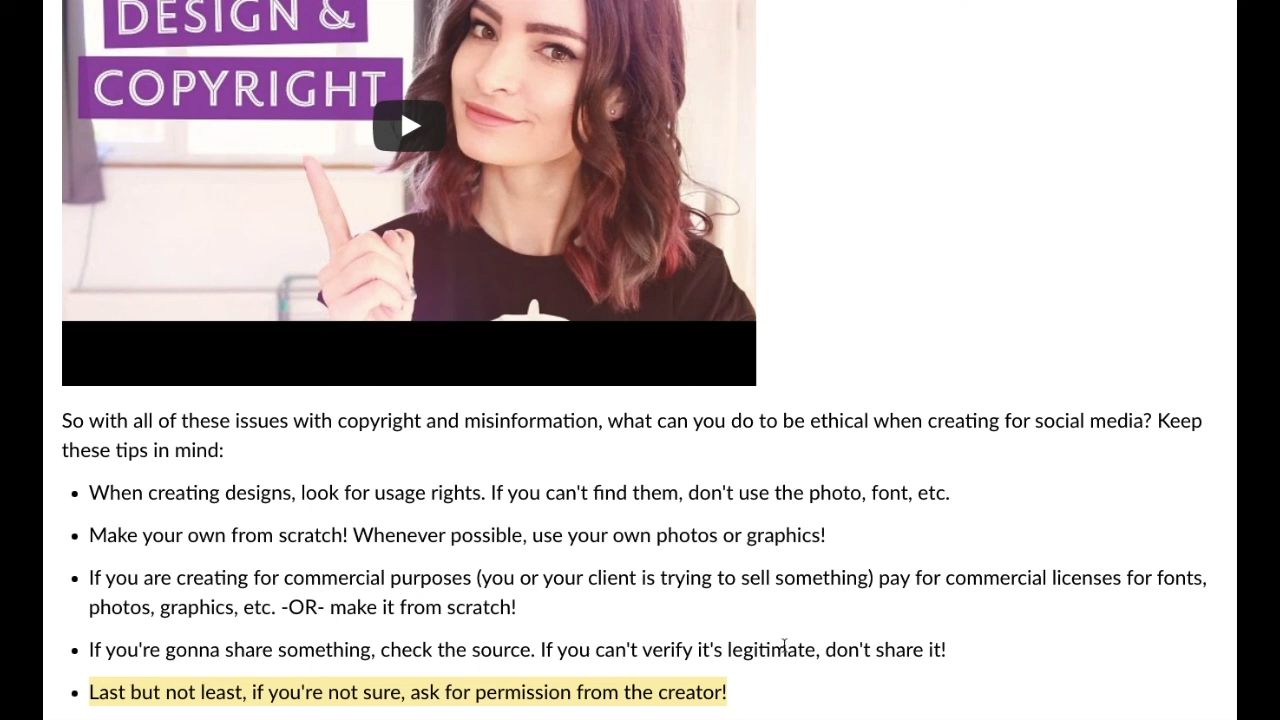 DESIGN &
COPYRIGHT
So with all of these issues with copyright and misinformation, what can you do to be ethical when creating for social media? Keep
these tips in mind:
• When creating designs, look for usage rights. If you can't find them, don't use the photo, font, etc.
• Make your own from scratch! Whenever possible, use your own photos or graphics!
• If you are creating for commercial purposes (you or your client is trying to sell something) pay for commercial licenses for fonts,
photos, graphics, etc. -OR- make it from scratch!
• If you're gonna share something, check the source. If you can't verify it's legitimate, don't share it!
• Last but not least, if you're not sure, ask for permission from the creator!